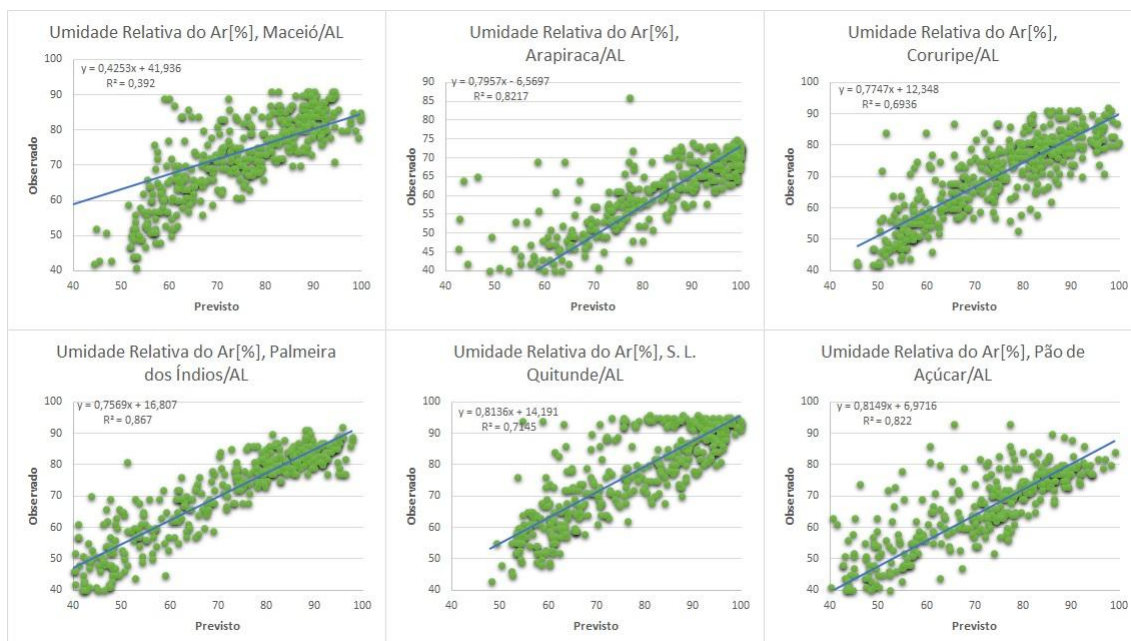 Umidade Relativa do Ar[%], Maceió/AL
y = 0,4253x + 41,936
R² = 0,392
100
90
80
70
60
50
40
Observado
40 50 60 70 80 90 100
Previsto
Umidade Relativa do Ar[%],
Arapiraca/AL
y = 0,7957x - 6,5697
R² = 0,8217
90
85
80
75
70
65
60
55
50
45
40
Observado
40 50 60 70 80 90 100
Previsto
Umidade Relativa do Ar[%],
Coruripe/AL
y = 0,7747x + 12,348
R² = 0,6936
100
90
80
70
60
50
40
Observado
40 50 60 70 80 90 100
Previsto
Umidade Relativa do Ar[%], Palmeira
dos Índios/AL
y = 0,7569x + 16,807
R² = 0,867
100
90
80
70
60
50
40
Observado
40 50 60 70 80 90 100
Previsto
Umidade Relativa do Ar[%], S. L.
Quitunde/AL
y = 0,8136x + 14,191
R² = 0,7145
100
90
80
70
60
50
40
Observado
40 50 60 70 80 90 100
Previsto
Umidade Relativa do Ar[%], Pão de
Açúcar/AL
y = 0,8149x + 6,9716
R² = 0,822
100
90
80
70
60
50
40
Observado
40 50 60 70 80 90 100
Previsto